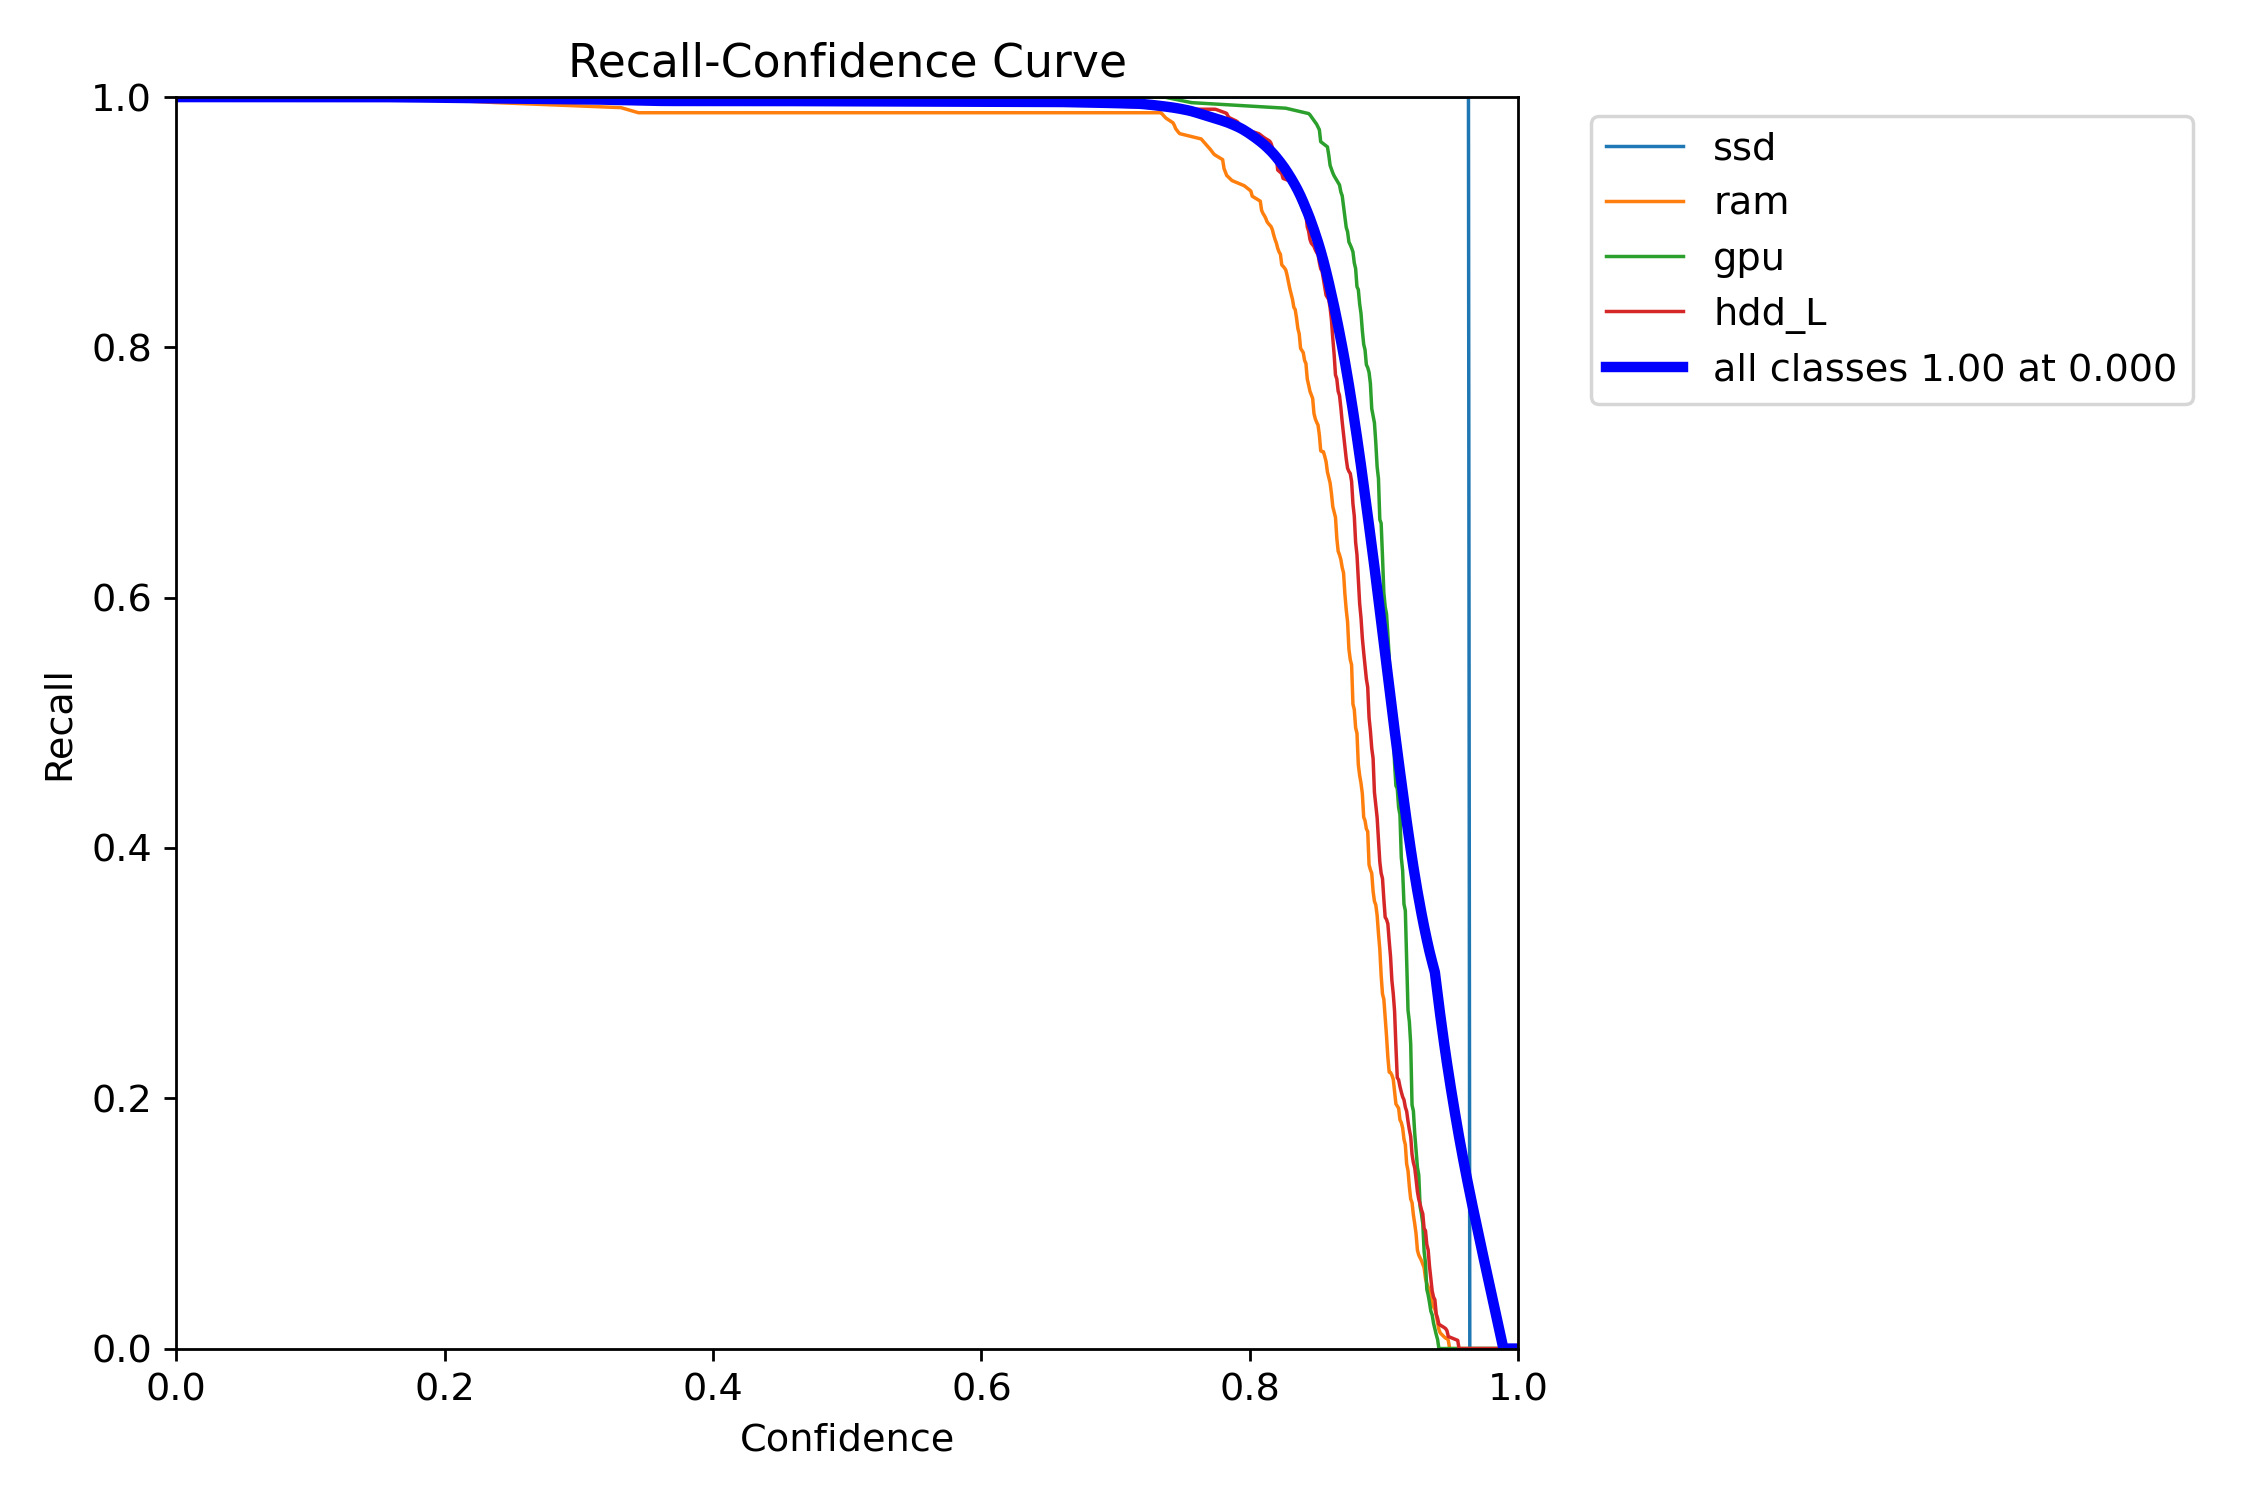 Recall-Confidence Curve
1.0
0.8
0.6
0.4
0.2
0.0
Recall
0.0 0.2 0.4 0.6 0.8 1.0
Confidence
ssd
ram
gpu
hdd_L
all classes 1.00 at 0.000